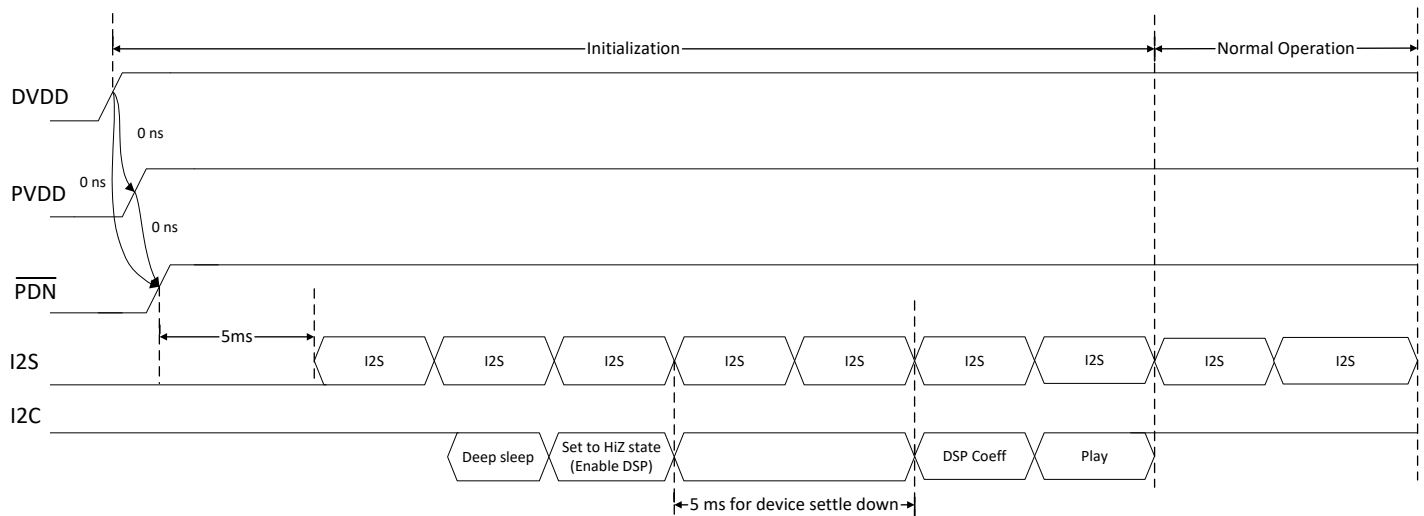 Initialization
Normal Operation
DVDD
0 ns
PVDD
0 ns
0 ns
PDN
5ms
I2S
I2S
I2S
I2S
I2S
I2S
I2S
I2S
I2S
I2S
I2C
Deep sleep
Set to HiZ state
(Enable DSP)
DSP Coeff
Play
5 ms for device settle down